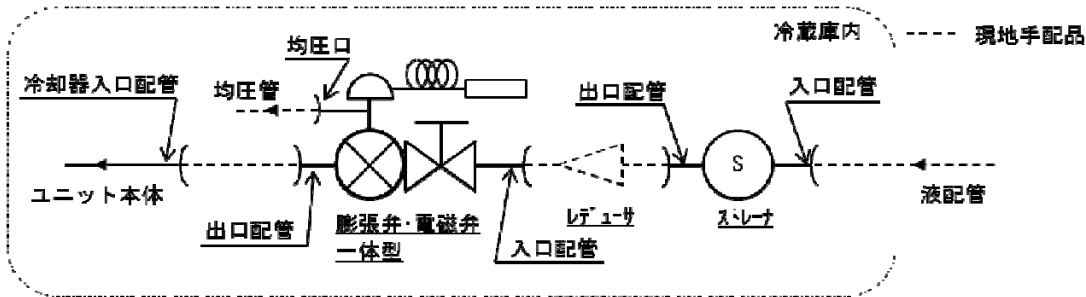 冷蔵庫内
現地手配品
均圧口
冷却器入口配管
均圧管
出口配管
入口配管
S
ユニット本体
出口配管
膨張弁・電磁弁
一体型
入口配管
レデューサ
ストレーナ
液配管